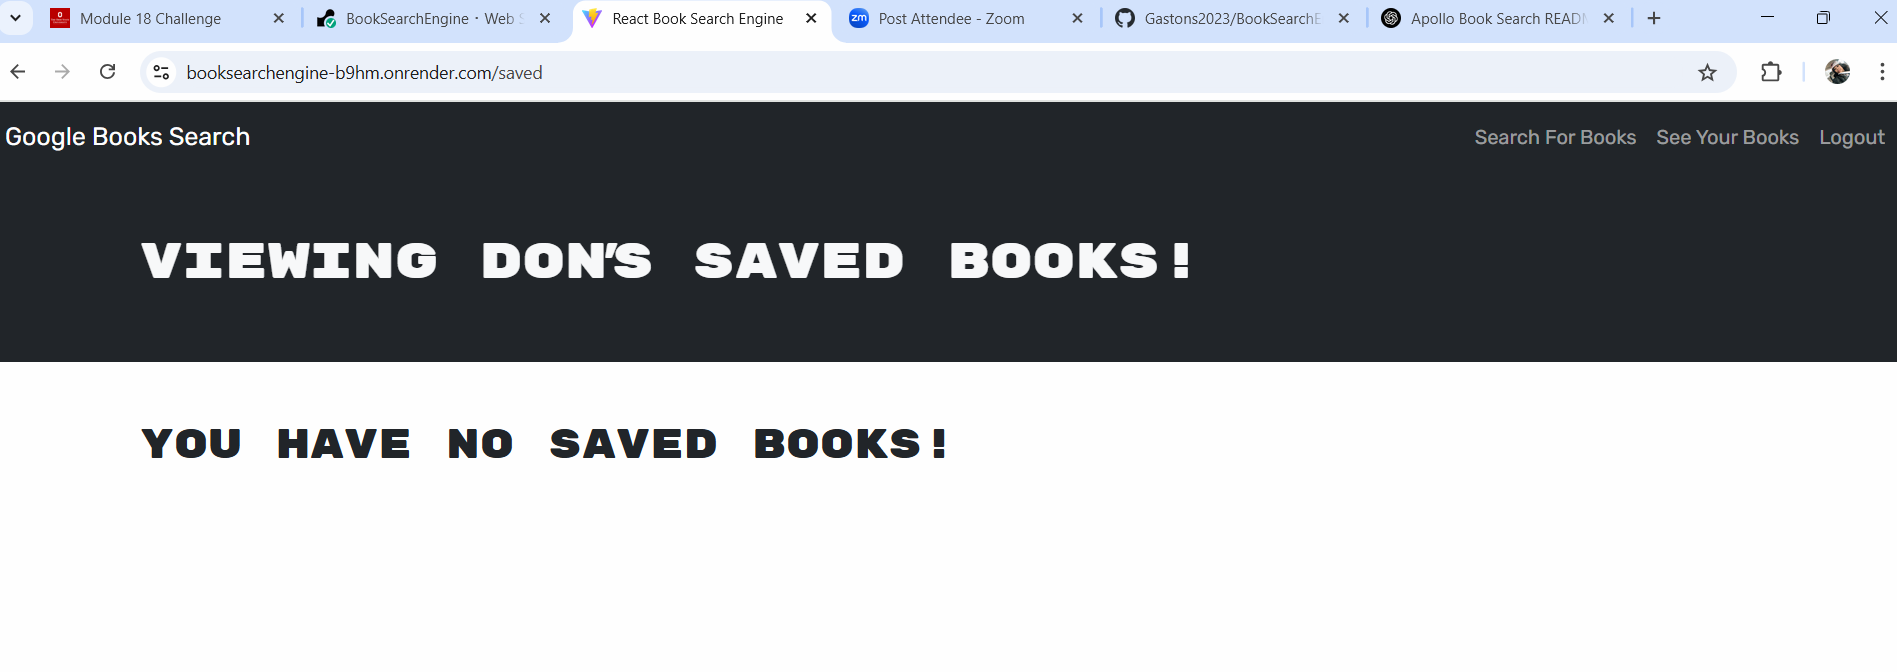 Module 18 Challenge
BookSearchEngine · Web S
React Book Search Engine
zm
Post Attendee - Zoom
Gastons2023/BookSearchE
Apollo Book Search READM
booksearchengine-b9hm.onrender.com/saved
Google Books Search
Search For Books
See Your Books
Logout
VIEWING DON'S SAVED BOOKS!
YOU HAVE NO SAVED BOOKS!